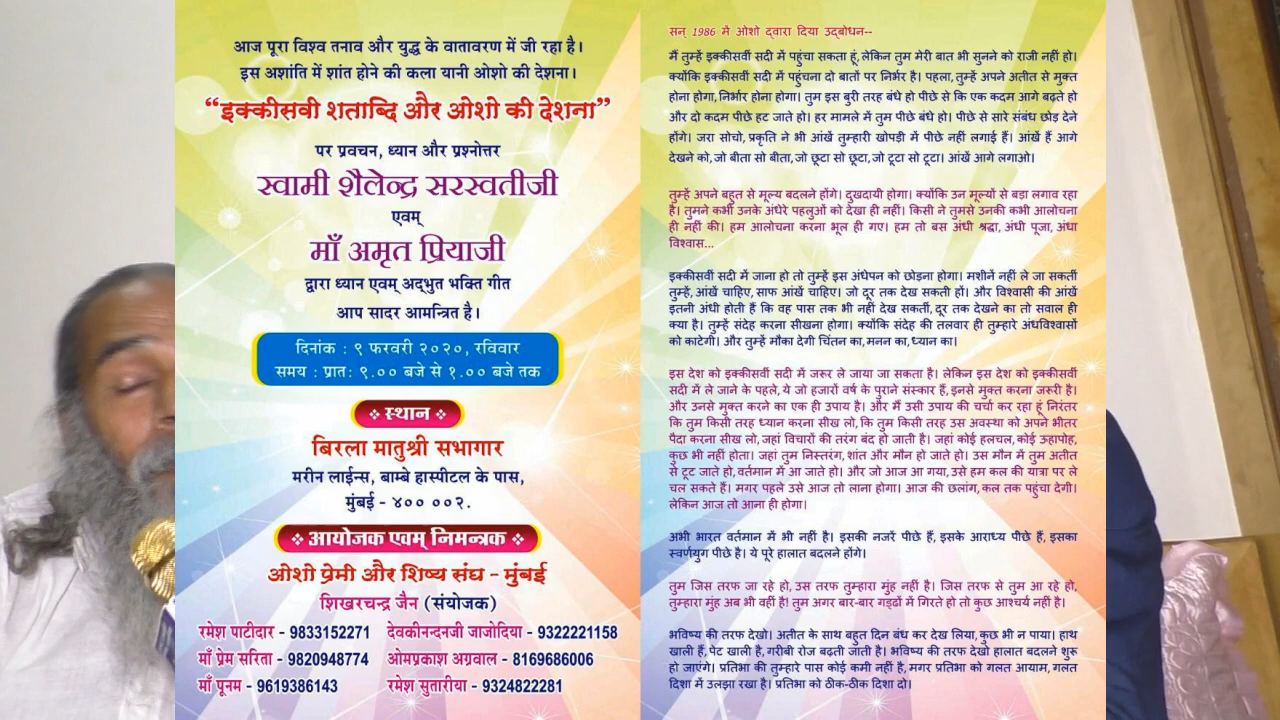 आज पूरा विश्व तनाव और युद्ध के वातावरण में जी रहा है।
इस अशांति में शांत होने की कला यानी ओशो की देशना।
“इक्कीसवी शताब्दि और ओशो की देशना”
पर प्रवचन, ध्यान और प्रश्नोत्तर
स्वामी शैलेन्द्र सरस्वतीजी
एवम्
माँ अमृत प्रियाजी
द्वारा ध्यान एवम् अद्‌भुत भक्ति गीत
आप सादर आमन्त्रित है।
दिनांक : ९ फरवरी २०२०, रविवार
समय : प्रातः ९.०० बजे से १.०० बजे तक
स्थान
बिरला मातुश्री सभागार
मरीन लाईन्स, बाम्बे हास्पीटल के पास,
मुंबई - ४०० ००२.
आयोजक एवम् निमन्त्रक
ओशो प्रेमी और शिष्य संघ - मुंबई
शिखरचन्द्र जैन (संयोजक)
रमेश पाटीदार - 9833152271 देवकीनन्दनजी जाजोदिया - 9322221158
माँ प्रेम सरिता - 9820948774 ओमप्रकाश अग्रवाल - 8169686006
माँ पूनम - 9619386143 रमेश सुतारीया - 9324822281
सन् 1986 में ओशो द्वारा दिया उद्बोधन--
मैं तुम्हें इक्कीसवीं सदी में पहुंचा सकता हूं, लेकिन तुम मेरी बात भी सुनने को राजी नहीं हो।
क्योंकि इक्कीसवीं सदी में पहुंचना दो बातों पर निर्भर है। पहला, तुम्हें अपने अतीत से मुक्त
होना होगा, निर्भार होना होगा। तुम इस बुरी तरह बंधे हो पीछे से कि एक कदम आगे बढ़ते हो
और दो कदम पीछे हट जाते हो। हर मामले में तुम पीछे बंधे हो। पीछे से सारे संबंध छोड़ देने
होंगे। जरा सोचो, प्रकृति ने भी आंखें तुम्हारी खोपड़ी में पीछे नहीं लगाई हैं। आंखें हैं आगे
देखने को, जो बीता सो बीता, जो छूटा सो छूटा, जो टूटा सो टूटा। आंखें आगे लगाओ।
तुम्हें अपने बहुत से मूल्य बदलने होंगे। दुखदायी होगा। क्योंकि उन मूल्यों से बड़ा लगाव रहा
है। तुमने कभी उनके अंधेरे पहलुओं को देखा ही नहीं। किसी ने तुमसे उनकी कभी आलोचना
ही नहीं की। हम आलोचना करना भूल ही गए। हम तो बस अंधी श्रद्धा, अंधी पूजा, अंधा
विश्वास...
इक्कीसवीं सदी में जाना हो तो तुम्हें इस अंधेपन को छोड़ना होगा। मशीनें नहीं ले जा सकतीं
तुम्हें, आंखें चाहिए, साफ आंखें चाहिए। जो दूर तक देख सकती हों। और विश्वासी की आंखें
इतनी अंधी होती हैं कि वह पास तक भी नहीं देख सकतीं, दूर तक देखने का तो सवाल ही
क्या है। तुम्हें संदेह करना सीखना होगा। क्योंकि संदेह की तलवार ही तुम्हारे अंधविश्वासों
को काटेगी। और तुम्हें मौका देगी चिंतन का, मनन का, ध्यान का।
इस देश को इक्कीसवीं सदी में जरूर ले जाया जा सकता है। लेकिन इस देश को इक्कीसवीं
सदी में ले जाने के पहले, ये जो हजारों वर्ष के पुराने संस्कार हैं, इनसे मुक्त करना जरूरी है।
और उनसे मुक्त करने का एक ही उपाय है। और मैं उसी उपाय की चर्चा कर रहा हूं निरंतर
कि तुम किसी तरह ध्यान करना सीख लो, कि तुम किसी तरह उस अवस्था को अपने भीतर
पैदा करना सीख लो, जहां विचारों की तरंग बंद हो जाती है। जहां कोई हलचल, कोई ऊहापोह,
कुछ भी नहीं होता। जहां तुम निस्तरंग, शांत और मौन हो जाते हो। उस मौन में तुम अतीत
से टूट जाते हो, वर्तमान में आ जाते हो। और जो आज आ गया, उसे हम कल की यात्रा पर ले
चल सकते हैं। मगर पहले उसे आज तो लाना होगा। आज की छलांग, कल तक पहुंचा देगी।
लेकिन आज तो आना ही होगा।
अभी भारत वर्तमान में भी नहीं है। इसकी नजरें पीछे हैं, इसके आराध्य पीछे हैं, इसका
स्वर्णयुग पीछे है। ये पूरे हालात बदलने होंगे।
तुम जिस तरफ जा रहे हो, उस तरफ तुम्हारा मुंह नहीं है। जिस तरफ से तुम आ रहे हो,
तुम्हारा मुंह अब भी वहीं है! तुम अगर बार-बार गड्ढों में गिरते हो तो कुछ आश्चर्य नहीं है।
भविष्य की तरफ देखो। अतीत के साथ बहुत दिन बंध कर देख लिया, कुछ भी न पाया। हाथ
खाली हैं, पेट खाली है, गरीबी रोज बढ़ती जाती है। भविष्य की तरफ देखो हालात बदलने शुरू
हो जाएंगे। प्रतिभा की तुम्हारे पास कोई कमी नहीं है, मगर प्रतिभा को गलत आयाम, गलत
दिशा में उलझा रखा है। प्रतिभा को ठीक-ठीक दिशा दो।